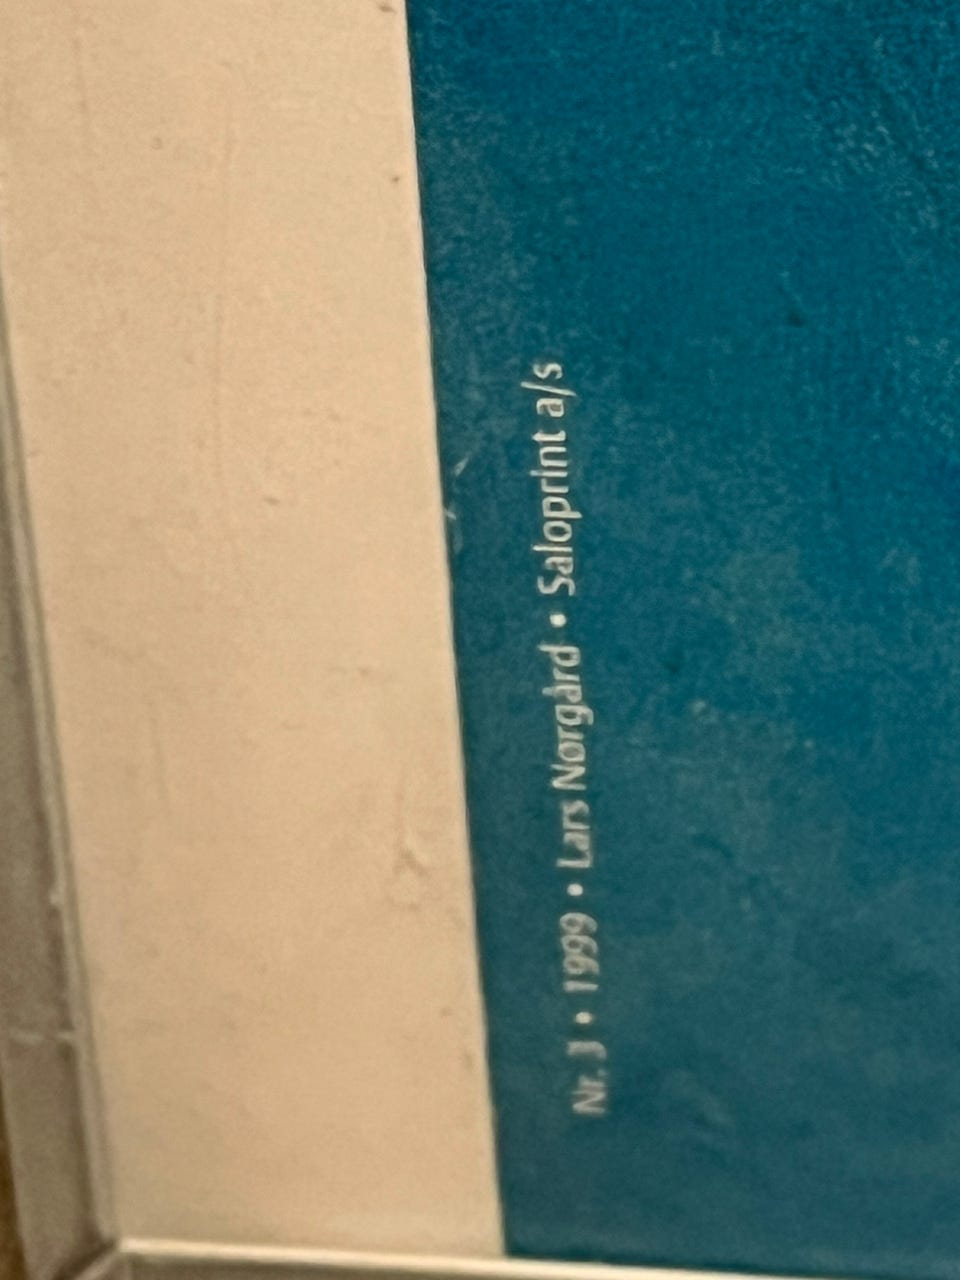 Nr. 3 • 1999 • Lars Nørgård • Saloprint a/s